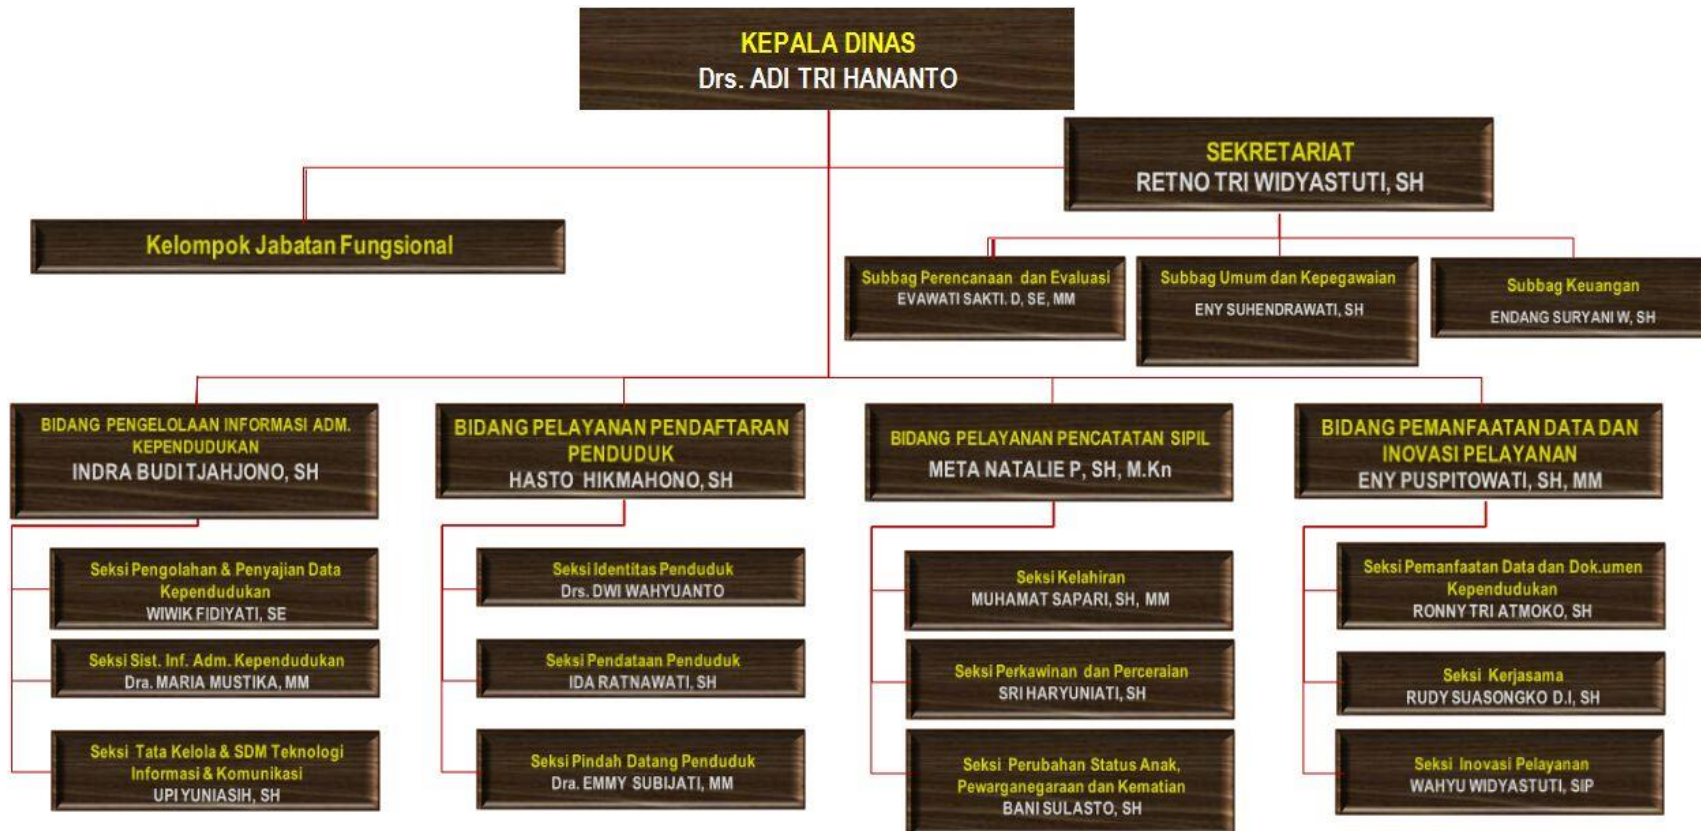 KEPALA DINAS
Drs. ADI TRI HANANTO
SEKRETARIAT
RETNO TRI WIDYASTUTI, SH
Kelompok Jabatan Fungsional
Subbag Perencanaan dan Evaluasi
EVAWATI SAKTI. D, SE, MM
Subbag Umum dan Kepegawaian
ENY SUHENDRAWATI, SH
Subbag Keuangan
ENDANG SURYANI W, SH
BIDANG PENGELOLAAN INFORMASI ADM.
KEPENDUDUKAN
INDRA BUDI TJAHJONO, SH
BIDANG PELAYANAN PENDAFTARAN
PENDUDUK
HASTO HIKMAHONO, SH
BIDANG PELAYANAN PENCATATAN SIPIL
META NATALIE P, SH, M.Kn
BIDANG PEMANFAATAN DATA DAN
INOVASI PELAYANAN
ENY PUSPITOWATI, SH, MM
Seksi Pengolahan & Penyajian Data
Kependudukan
WIWIK FIDIYATI, SE
Seksi Sist. Inf. Adm. Kependudukan
Dra. MARIA MUSTIKA, MM
Seksi Tata Kelola & SDM Teknologi
Informasi & Komunikasi
UPI YUNIASIH, SH
Seksi Identitas Penduduk
Drs. DWI WAHYUANTO
Seksi Pendataan Penduduk
IDA RATNAWATI, SH
Seksi Pindah Datang Penduduk
Dra. EMMY SUBIJATI, MM
Seksi Kelahiran
MUHAMAT SAPARI, SH, MM
Seksi Perkawinan dan Perceraian
SRI HARYUNIATI, SH
Seksi Perubahan Status Anak,
Pewarganegaraan dan Kematian
BANI SULASTO, SH
Seksi Pemanfaatan Data dan Dok.umen
Kependudukan
RONNY TRI ATMOKO, SH
Seksi Kerjasama
RUDY SUASONGKO D.I, SH
Seksi Inovasi Pelayanan
WAHYU WIDYASTUTI, SIP